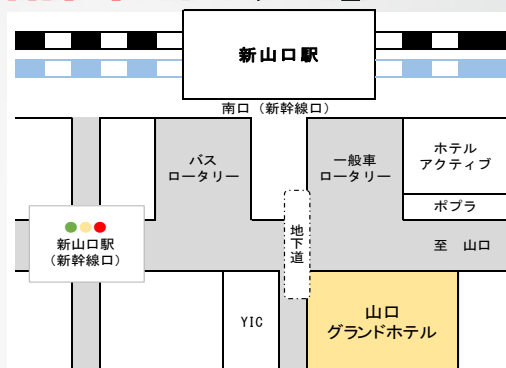 新山口駅
南口（新幹線口）
バス
ロータリー
一般車
ロータリー
ホテル
アクティブ
ポプラ
新山口駅
（新幹線口）
地下道
至 山口
YIC
山口
グランドホテル